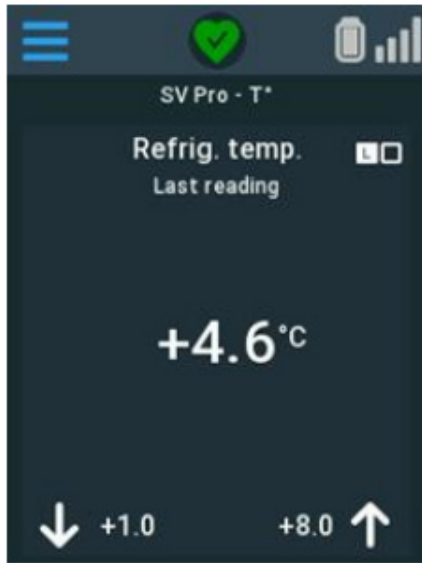 SV Pro - T°
Refrig. temp.
L
Last reading
+4.6°C
+1.0 +8.0